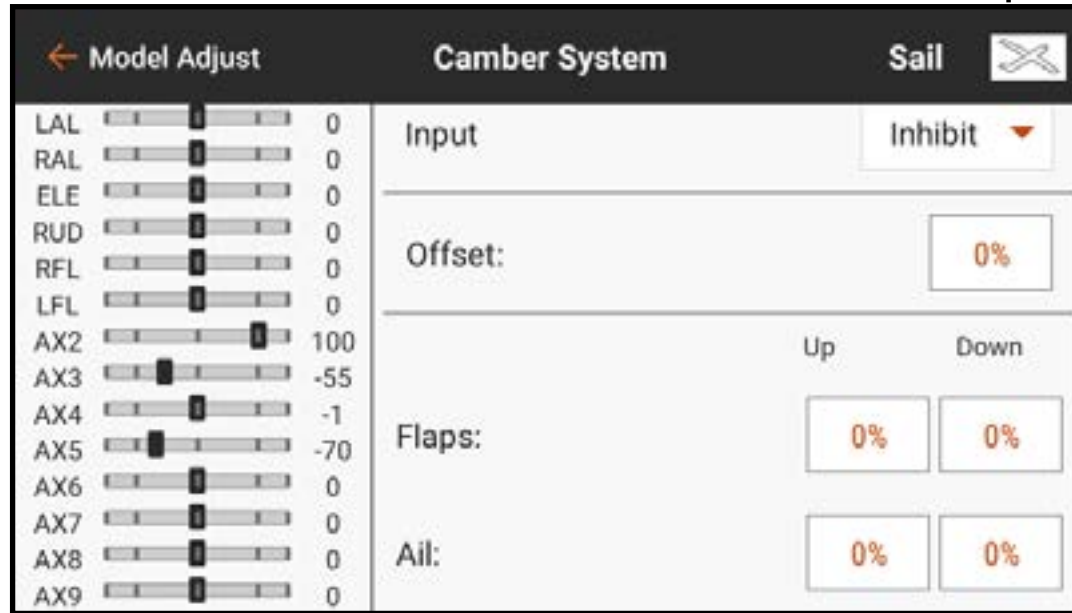 ← Model Adjust Camber System Sail
LAL 0
RAL 0
ELE 0
RUD 0
RFL 0
LFL 0
AX2 100
AX3 -55
AX4 -1
AX5 -70
AX6 0
AX7 0
AX8 0
AX9 0
Input Inhibit
Offset: 0%
Up Down
Flaps: 0% 0%
Ail: 0% 0%